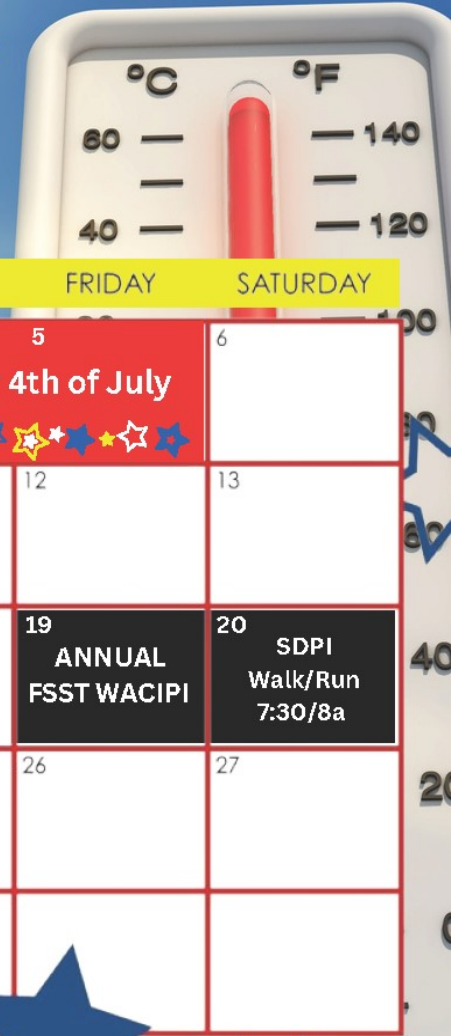 °C °F
60 140
40 120
FRIDAY SATURDAY
5 6
4th of July
12 13
19 20
ANNUAL
FSST WACIPI
SDPI
Walk/Run
7:30/8a
40
26 27